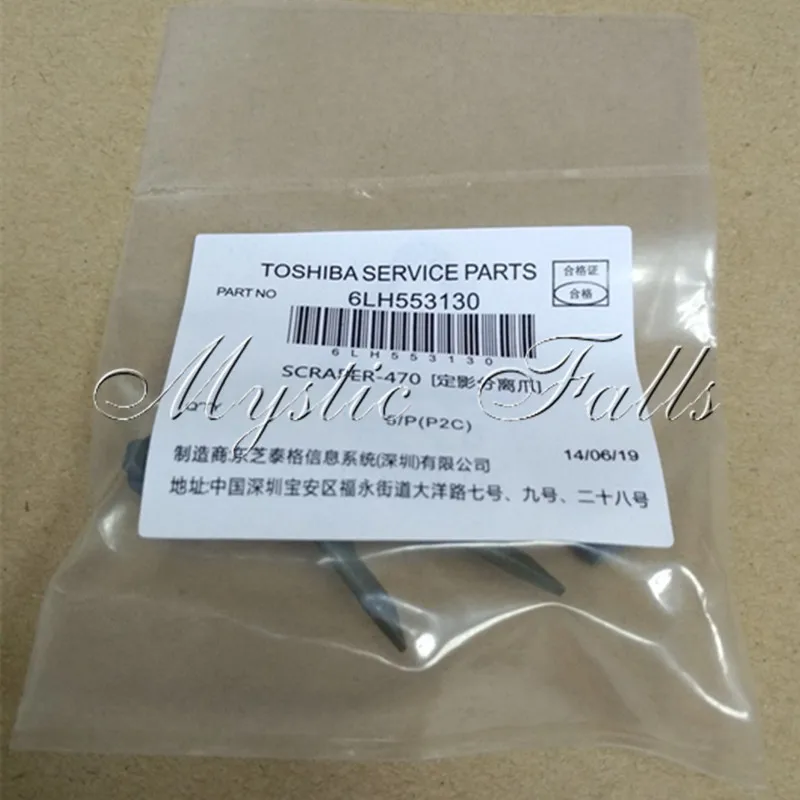 TOSHIBA SERVICE PARTS
合格证
合格
PART NO 6LH553130
6LH553130
SCRAPER-470 [定影分离爪]
Q'TY 5/P(P2C)
制造商:东芝泰格信息系统(深圳)有限公司 14/06/19
地址:中国深圳宝安区福永街道大洋路七号、九号、二十八号
Mystic Falls